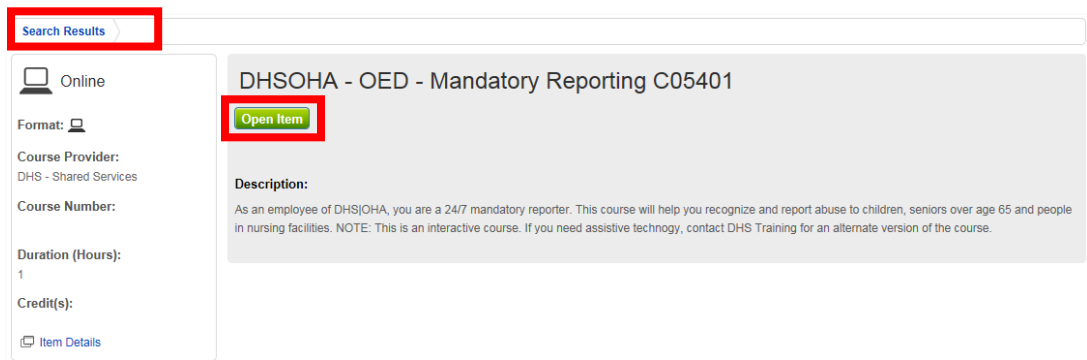 Search Results
Online
Format:
Course Provider:
DHS - Shared Services
Course Number:
Duration (Hours):
1
Credit(s):
Item Details
DHSOHA - OED - Mandatory Reporting C05401
Open Item
Description:
As an employee of DHS|OHA, you are a 24/7 mandatory reporter. This course will help you recognize and report abuse to children, seniors over age 65 and people
in nursing facilities. NOTE: This is an interactive course. If you need assistive technogy, contact DHS Training for an alternate version of the course.